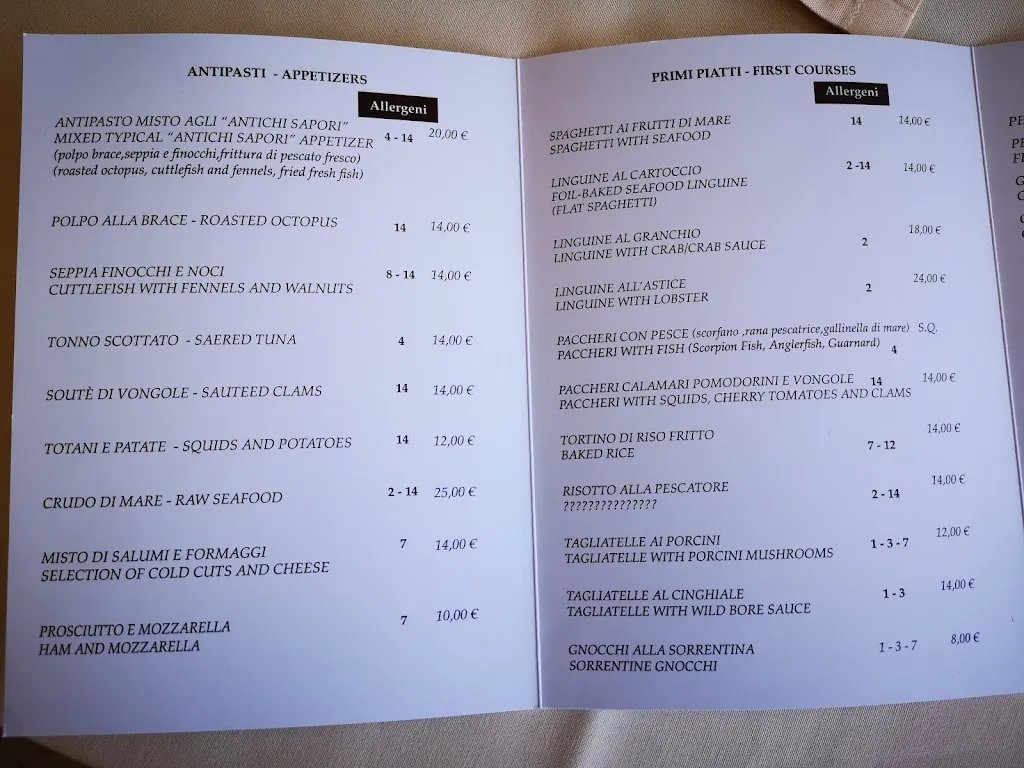 ANTIPASTI - APPETIZERS
Allergeni
ANTIPASTO MISTO AGLI "ANTICHI SAPORI"
MIXED TYPICAL "ANTICHI SAPORI" APPETIZER 4 - 14 20,00 €
(polpo brace,seppia e finocchi,frittura di pescato fresco)
(roasted octopus, cuttlefish and fennels, fried fresh fish)
POLPO ALLA BRACE - ROASTED OCTOPUS 14 14,00 €
SEPPIA FINOCCHI E NOCI 8 - 14 14,00 €
CUTTLEFISH WITH FENNELS AND WALNUTS
TONNO SCOTTATO - SAERED TUNA 4 14,00 €
SOUTÈ DI VONGOLE - SAUTEED CLAMS 14 14,00 €
TOTANI E PATATE - SQUIDS AND POTATOES 14 12,00 €
CRUDO DI MARE - RAW SEAFOOD 2 - 14 25,00 €
MISTO DI SALUMI E FORMAGGI 7 14,00 €
SELECTION OF COLD CUTS AND CHEESE
PROSCIUTTO E MOZZARELLA 7 10,00 €
HAM AND MOZZARELLA
PRIMI PIATTI - FIRST COURSES
Allergeni
SPAGHETTI AI FRUTTI DI MARE 14 14,00 €
SPAGHETTI WITH SEAFOOD
LINGUINE AL CARTOCCIO 2 -14 14,00 €
FOIL-BAKED SEAFOOD LINGUINE
(FLAT SPAGHETTI)
LINGUINE AL GRANCHIO 18,00 €
LINGUINE WITH CRAB/CRAB SAUCE 2
LINGUINE ALL'ASTICE 24,00 €
LINGUINE WITH LOBSTER 2
PACCHERI CON PESCE (scorfano ,rana pescatrice,gallinella di mare) S.Q.
PACCHERI WITH FISH (Scorpion Fish, Anglerfish, Guarnard) 4
PACCHERI CALAMARI POMODORINI E VONGOLE 14 14,00 €
PACCHERI WITH SQUIDS, CHERRY TOMATOES AND CLAMS
TORTINO DI RISO FRITTO 14,00 €
BAKED RICE 7 - 12
RISOTTO ALLA PESCATORE 14,00 €
??????????????? 2 - 14
TAGLIATELLE AI PORCINI 12,00 €
TAGLIATELLE WITH PORCINI MUSHROOMS 1 - 3 - 7
TAGLIATELLE AL CINGHIALE 1 - 3 14,00 €
TAGLIATELLE WITH WILD BORE SAUCE
GNOCCHI ALLA SORRENTINA 1 - 3 - 7 8,00 €
SORRENTINE GNOCCHI